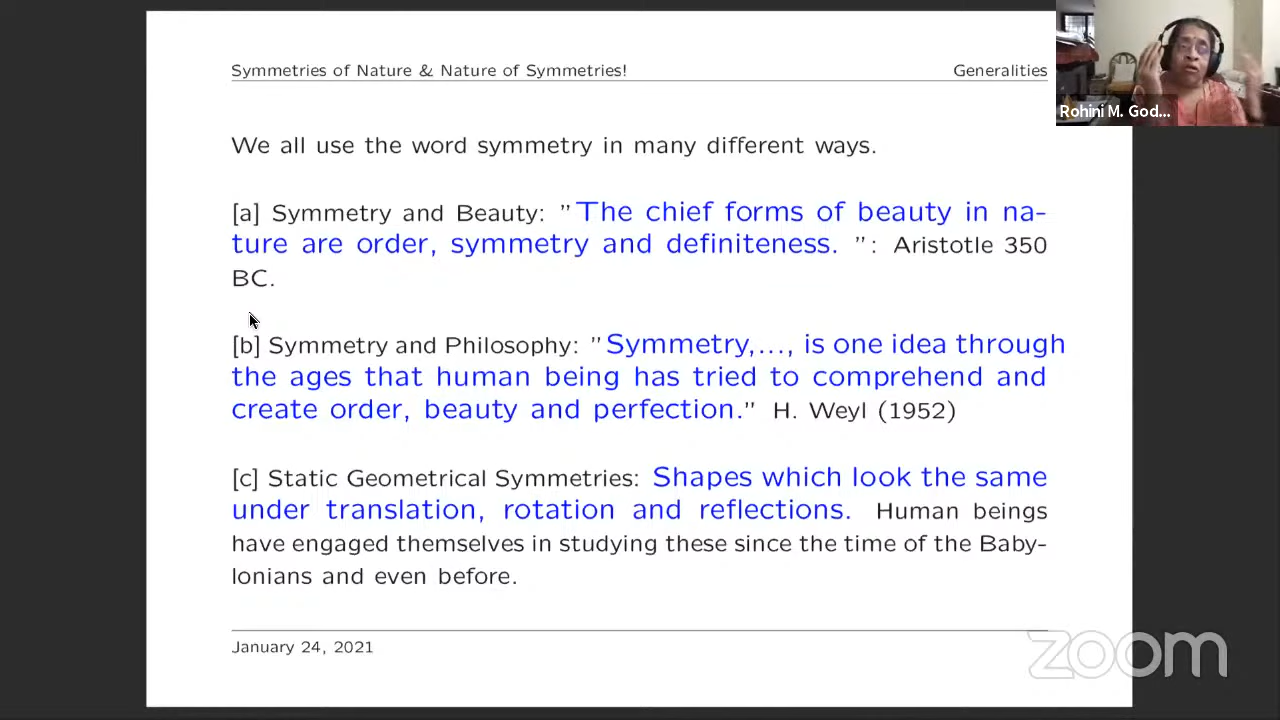 Symmetries of Nature & Nature of Symmetries! Generalities
Rohini M. God...
We all use the word symmetry in many different ways.
[a] Symmetry and Beauty: ”The chief forms of beauty in na-
ture are order, symmetry and definiteness. ”: Aristotle 350
BC.
[b] Symmetry and Philosophy: ”Symmetry,..., is one idea through
the ages that human being has tried to comprehend and
create order, beauty and perfection.” H. Weyl (1952)
[c] Static Geometrical Symmetries: Shapes which look the same
under translation, rotation and reflections. Human beings
have engaged themselves in studying these since the time of the Baby-
lonians and even before.
January 24, 2021
zoom